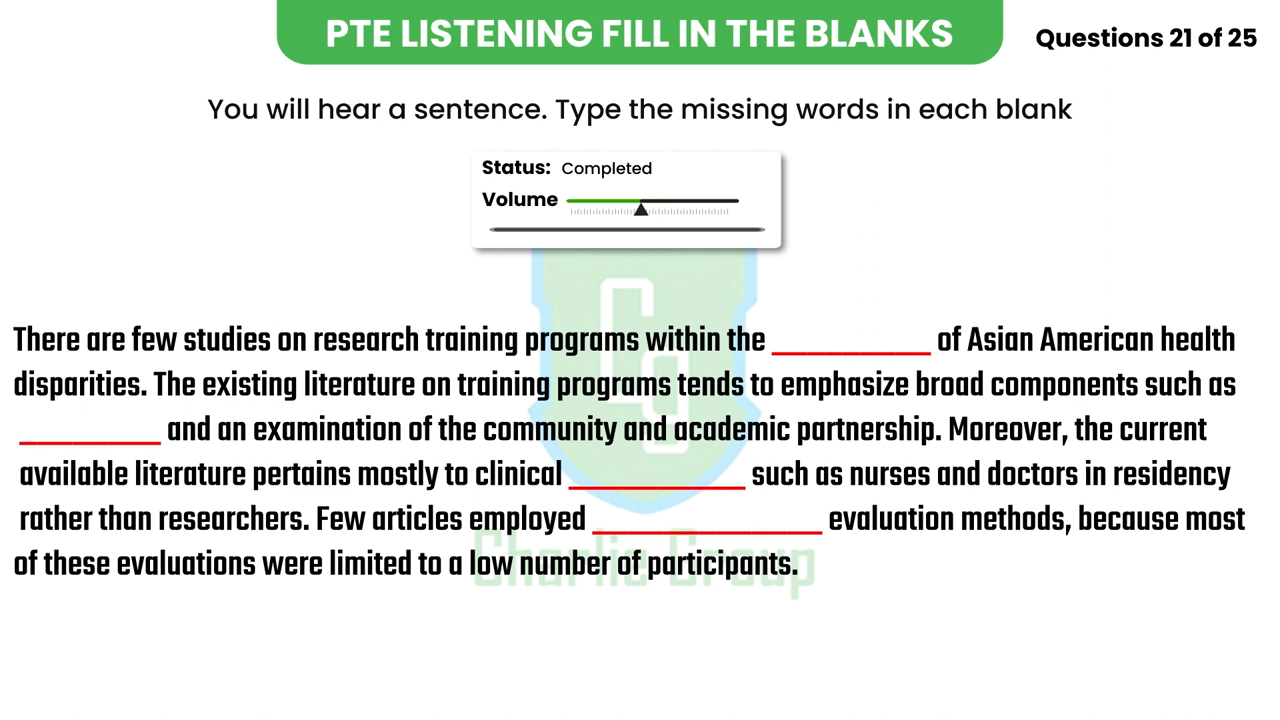 PTE LISTENING FILL IN THE BLANKS
Questions 21 of 25
You will hear a sentence. Type the missing words in each blank
Status: Completed
Volume
There are few studies on research training programs within the __________ of Asian American health
disparities. The existing literature on training programs tends to emphasize broad components such as
_________ and an examination of the community and academic partnership. Moreover, the current
available literature pertains mostly to clinical ___________ such as nurses and doctors in residency
rather than researchers. Few articles employed ______________ evaluation methods, because most
of these evaluations were limited to a low number of participants.
Cg
Charlie Group